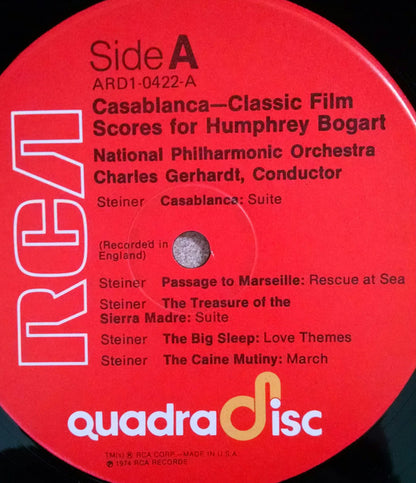 Side A
ARD1-0422-A
Casablanca—Classic Film
Scores for Humphrey Bogart
National Philharmonic Orchestra
Charles Gerhardt, Conductor
Steiner Casablanca: Suite
(Recorded in
England)
Steiner Passage to Marseille: Rescue at Sea
Steiner The Treasure of the
Sierra Madre: Suite
Steiner The Big Sleep: Love Themes
Steiner The Caine Mutiny: March
RCA
quadradisc
TM(s) ® RCA CORP.—MADE IN U.S.A.
℗ 1974 RCA RECORDS